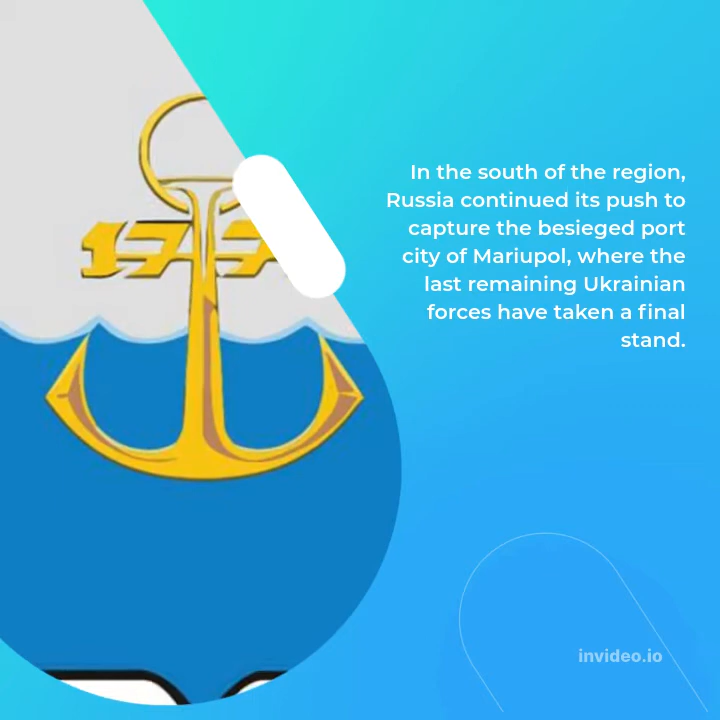 177
In the south of the region,
Russia continued its push to
capture the besieged port
city of Mariupol, where the
last remaining Ukrainian
forces have taken a final
stand.
invideo.io